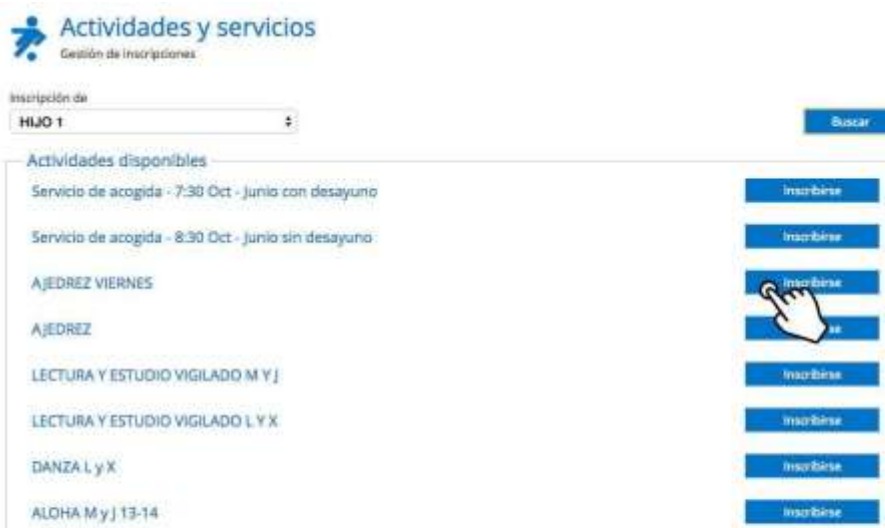 Actividades y servicios
Gestión de inscripciones
Inscripción de
HIJO 1
Buscar
Actividades disponibles
Servicio de acogida - 7:30 Oct - Junio con desayuno
Inscribirse
Servicio de acogida - 8:30 Oct - Junio sin desayuno
Inscribirse
AJEDREZ VIERNES
Inscribirse
AJEDREZ
se
LECTURA Y ESTUDIO VIGILADO M Y J
Inscribirse
LECTURA Y ESTUDIO VIGILADO L Y X
Inscribirse
DANZA L y X
Inscribirse
ALOHA M y J 13-14
Inscribirse